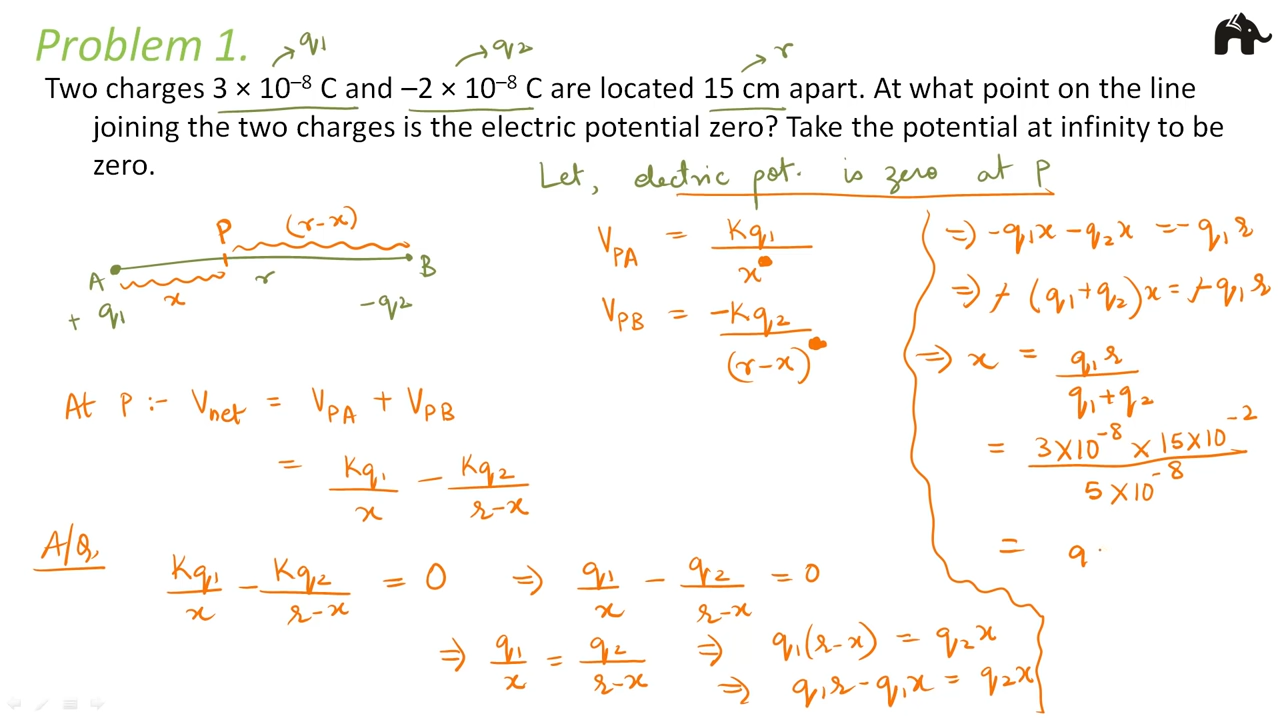 Problem 1.
→ q1
→ q2
→ r
Two charges 3 × 10⁻⁸ C and –2 × 10⁻⁸ C are located 15 cm apart. At what point on the line
joining the two charges is the electric potential zero? Take the potential at infinity to be
zero.
Let, electric pot. is zero at P
P
(r-x)
A
x
r
B
+ q1
-q2
V_PA = Kq1/x
V_PB = -Kq2/(r-x)
At P :- V_net = V_PA + V_PB
= Kq1/x - Kq2/(r-x)
A/Q,
Kq1/x - Kq2/(r-x) = 0 ⇒ q1/x - q2/(r-x) = 0
⇒ q1/x = q2/(r-x) ⇒ q1(r-x) = q2x
⇒ q1r - q1x = q2x
⇒ -q1x - q2x = -q1r
⇒ -(q1+q2)x = -q1r
⇒ x = q1r/(q1+q2)
= 3×10⁻⁸ × 15×10⁻²/5×10⁻⁸
= 9.